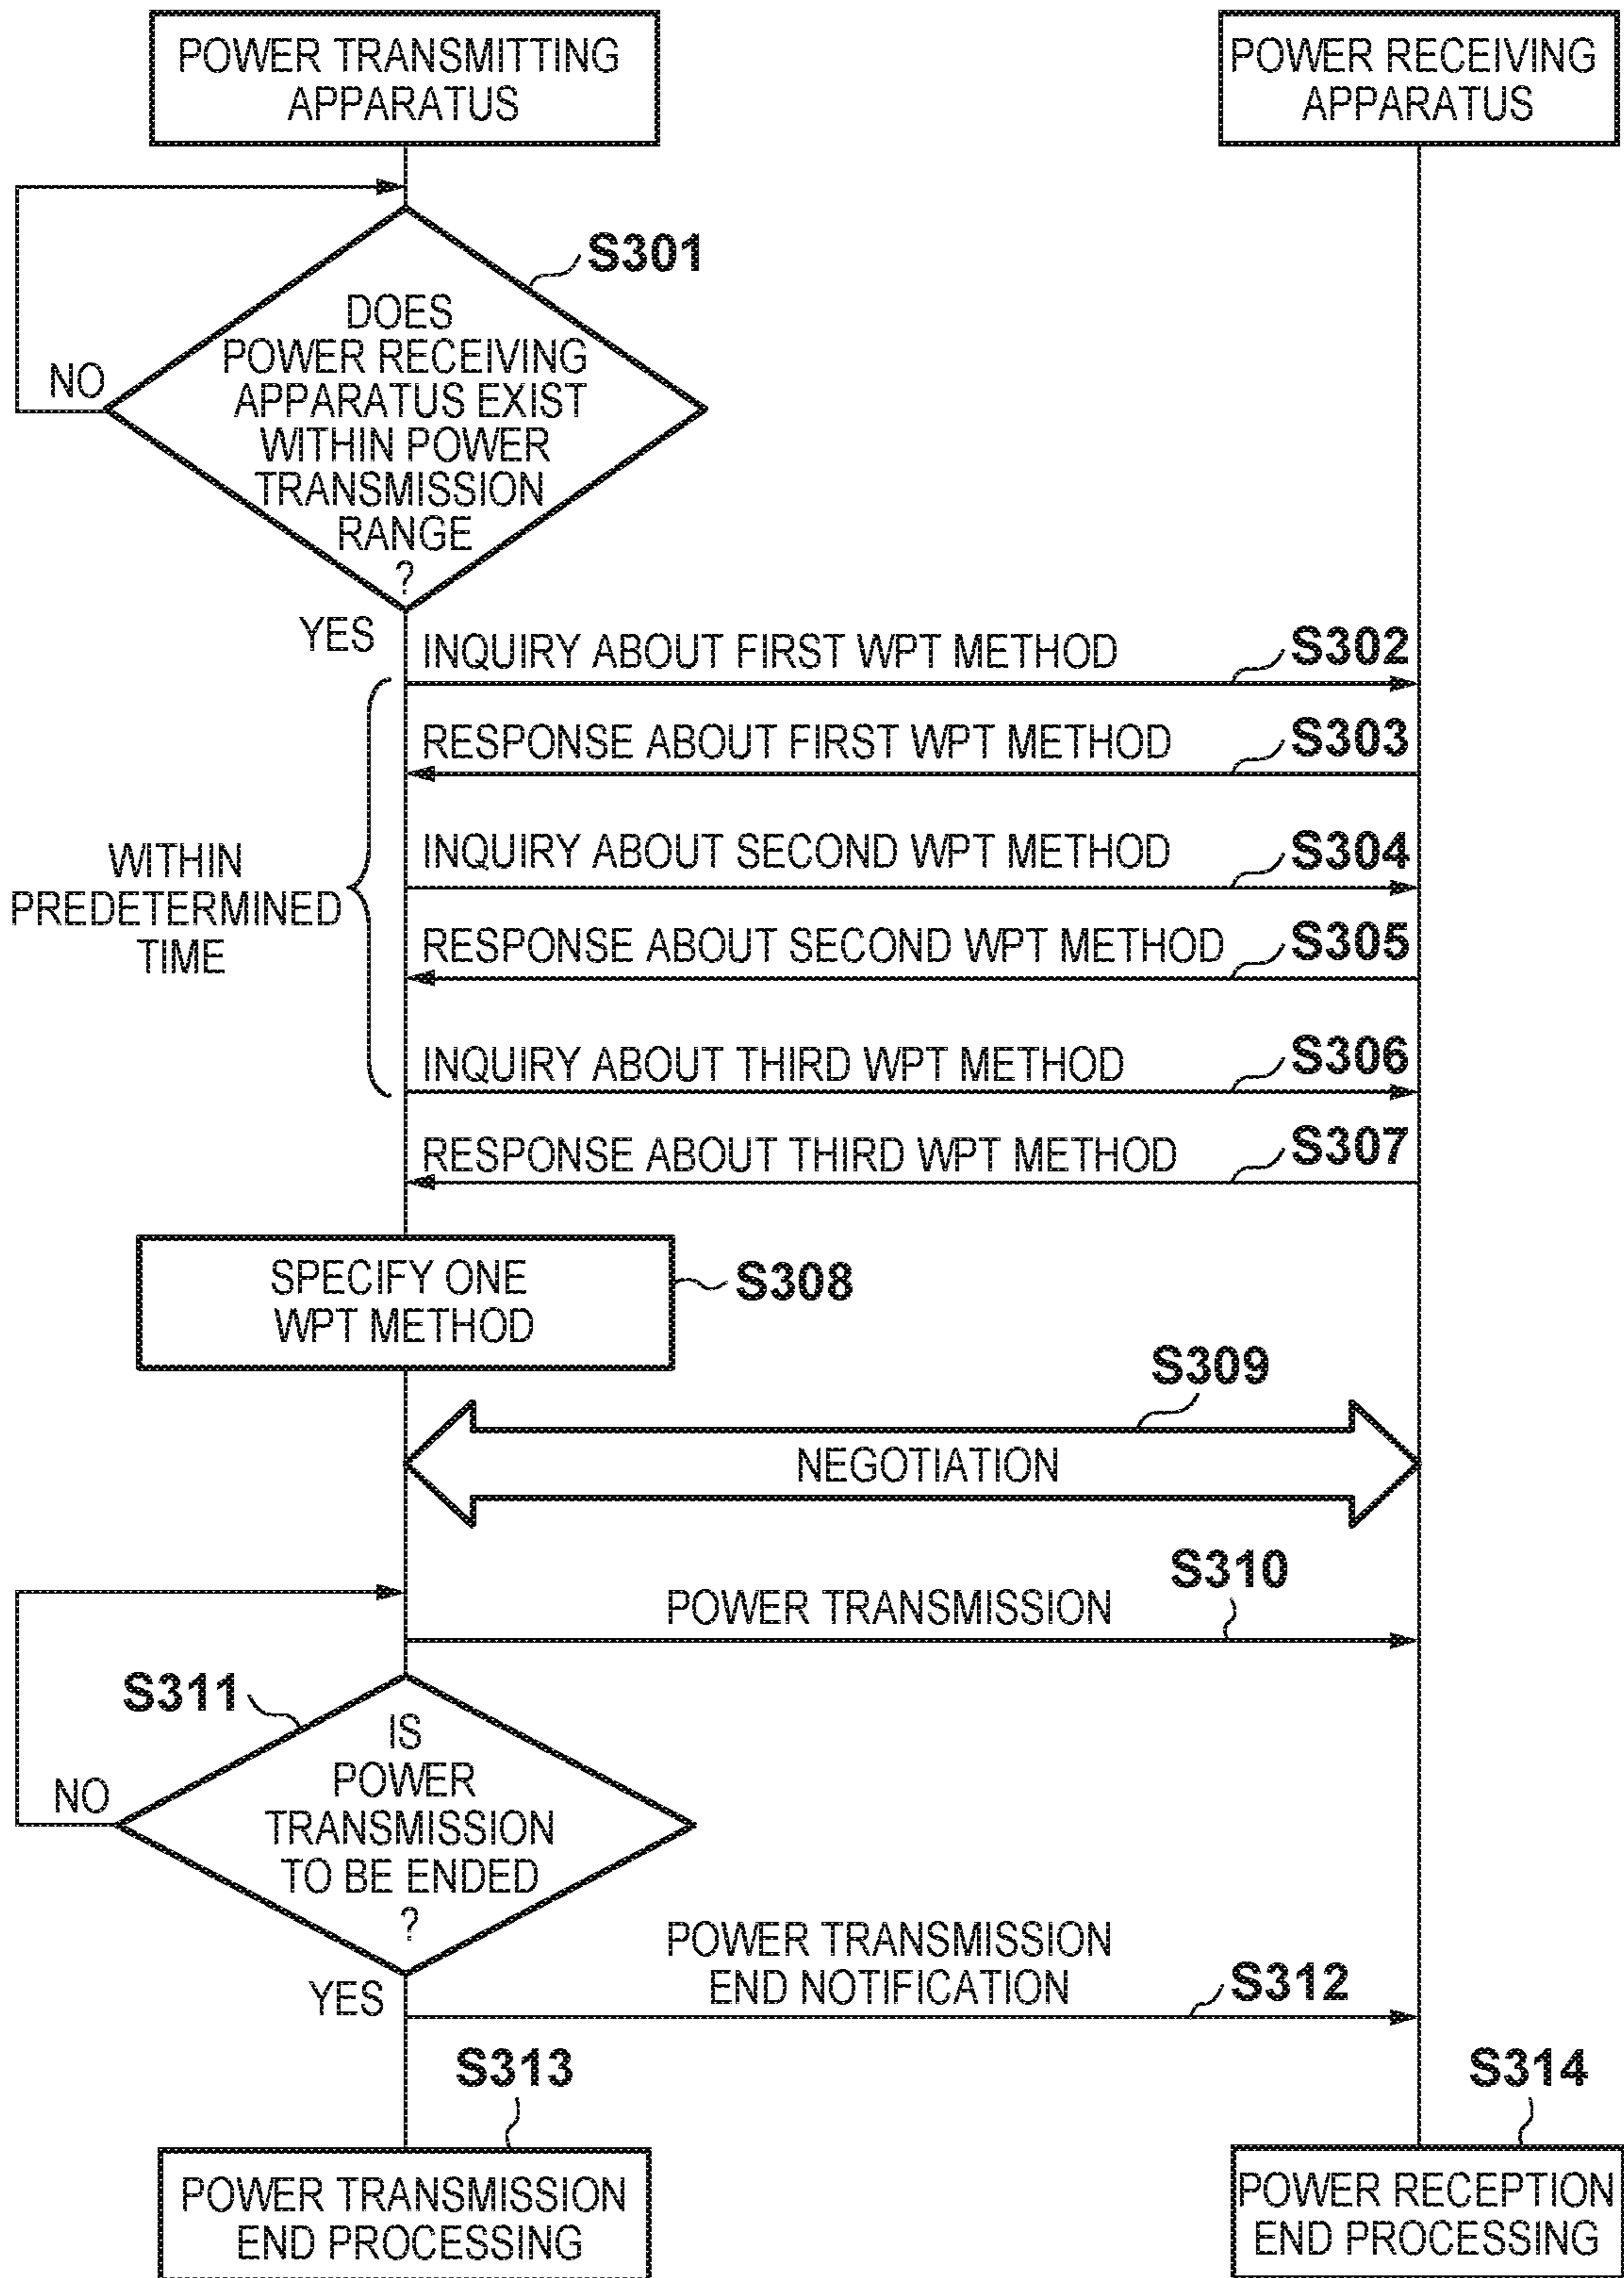 POWER TRANSMITTING
APPARATUS
POWER RECEIVING
APPARATUS
S301
DOES
POWER RECEIVING
APPARATUS EXIST
WITHIN POWER
TRANSMISSION
RANGE
?
NO
YES
INQUIRY ABOUT FIRST WPT METHOD
S302
RESPONSE ABOUT FIRST WPT METHOD
S303
INQUIRY ABOUT SECOND WPT METHOD
S304
WITHIN
PREDETERMINED
TIME
RESPONSE ABOUT SECOND WPT METHOD
S305
INQUIRY ABOUT THIRD WPT METHOD
S306
RESPONSE ABOUT THIRD WPT METHOD
S307
SPECIFY ONE
WPT METHOD
S308
S309
NEGOTIATION
S310
POWER TRANSMISSION
S311
IS
POWER
TRANSMISSION
TO BE ENDED
?
NO
YES
POWER TRANSMISSION
END NOTIFICATION
S312
S313
S314
POWER TRANSMISSION
END PROCESSING
POWER RECEPTION
END PROCESSING